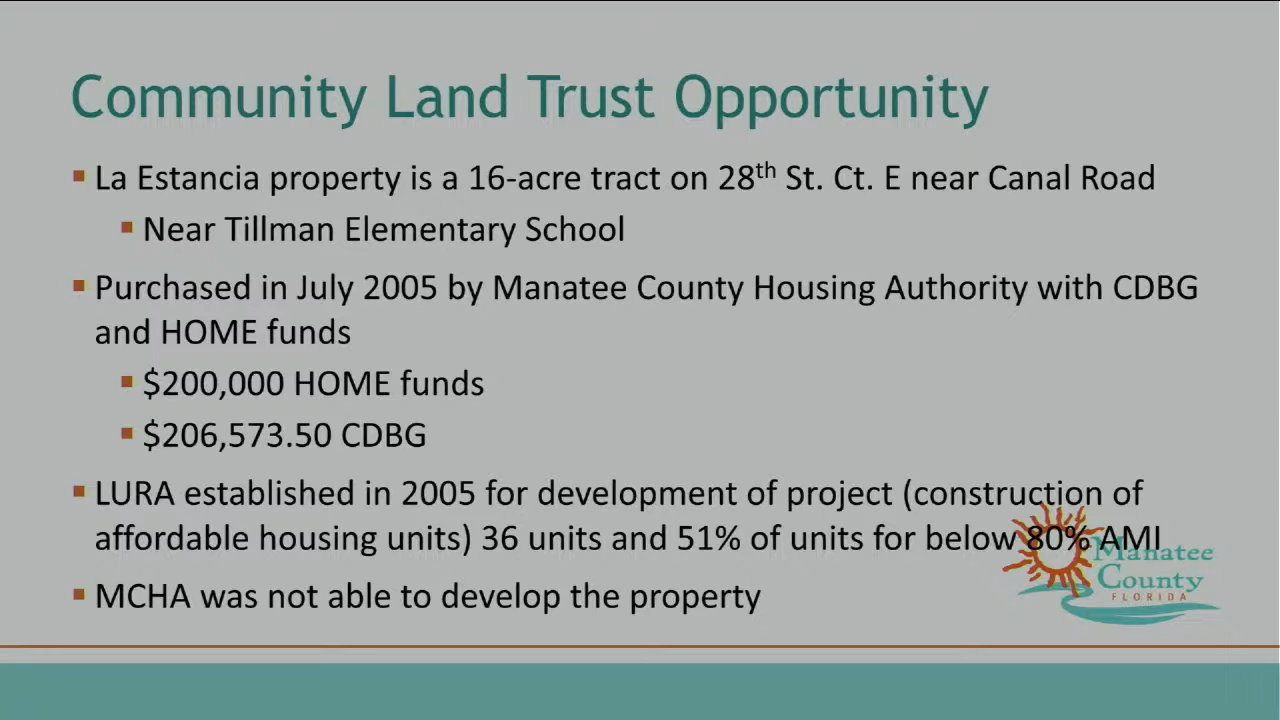 Community Land Trust Opportunity
▪ La Estancia property is a 16-acre tract on 28th St. Ct. E near Canal Road
▪ Near Tillman Elementary School
▪ Purchased in July 2005 by Manatee County Housing Authority with CDBG
and HOME funds
▪ $200,000 HOME funds
▪ $206,573.50 CDBG
▪ LURA established in 2005 for development of project (construction of
affordable housing units) 36 units and 51% of units for below 80% AMI
▪ MCHA was not able to develop the property
Manatee
County
FLORIDA